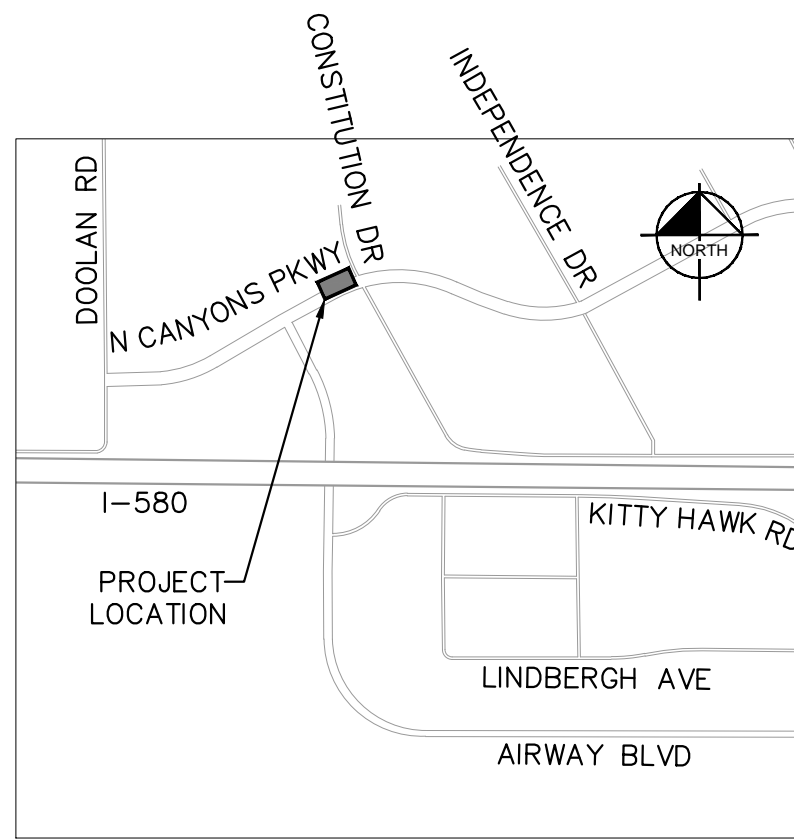 CONSTITUTION DR
INDEPENDENCE DR
DOOLAN RD
N CANYONS PKWY
NORTH
I-580
KITTY HAWK RD
PROJECT
LOCATION
LINDBERGH AVE
AIRWAY BLVD